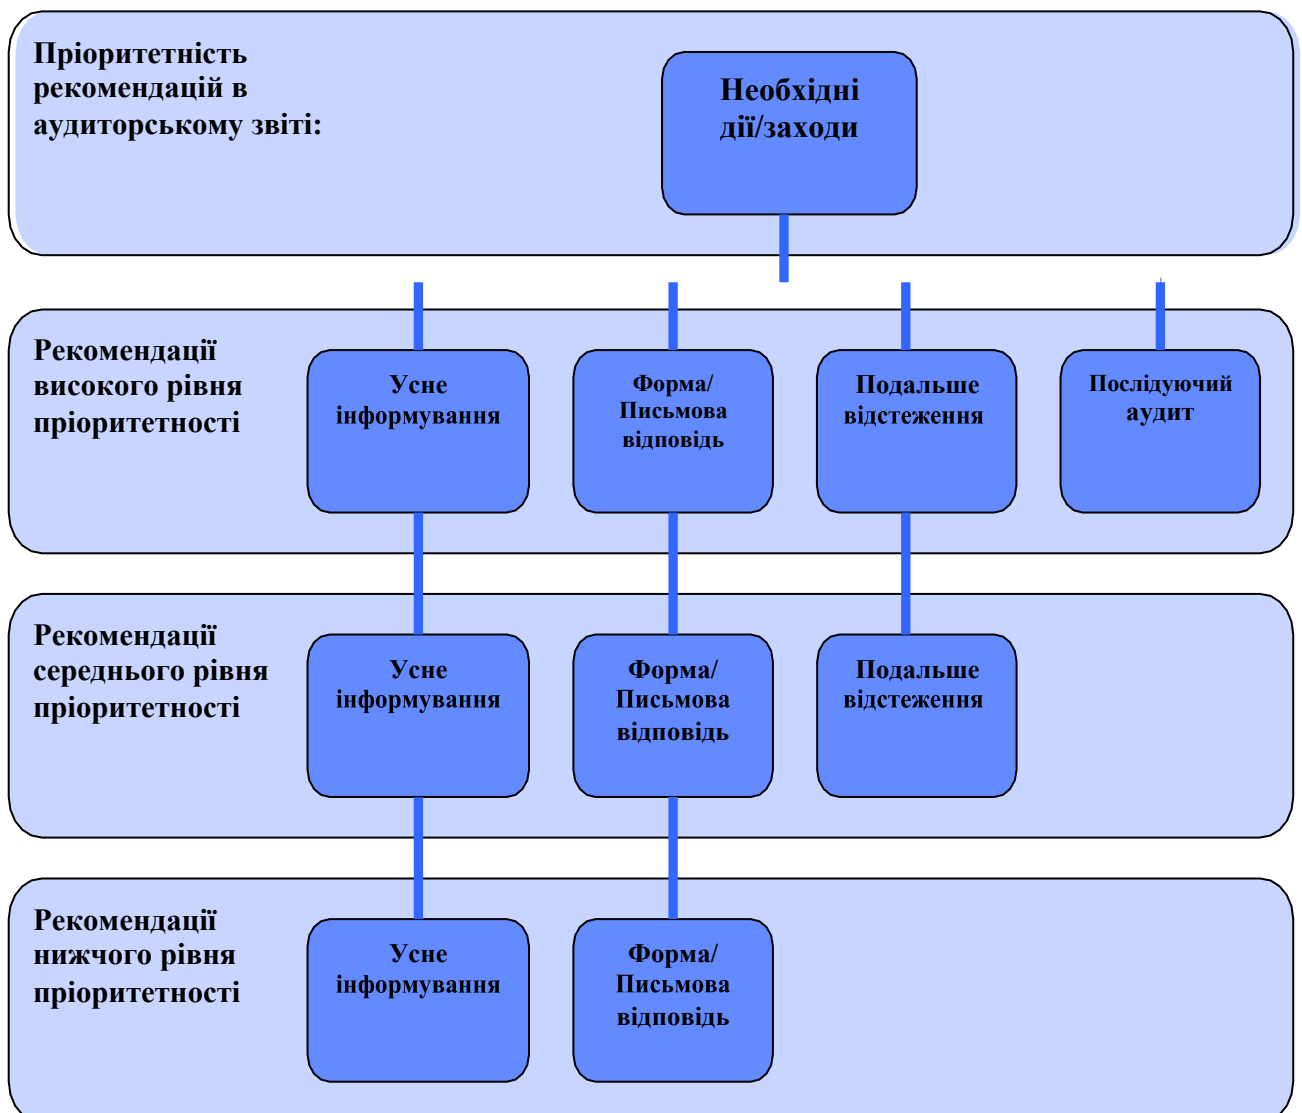 Пріоритетність
рекомендацій в
аудиторському звіті:
Необхідні
дії/заходи
Рекомендації
високого рівня
пріоритетності
Усне
інформування
Форма/
Письмова
відповідь
Подальше
відстеження
Послідуючий
аудит
Рекомендації
середнього рівня
пріоритетності
Усне
інформування
Форма/
Письмова
відповідь
Подальше
відстеження
Рекомендації
нижчого рівня
пріоритетності
Усне
інформування
Форма/
Письмова
відповідь